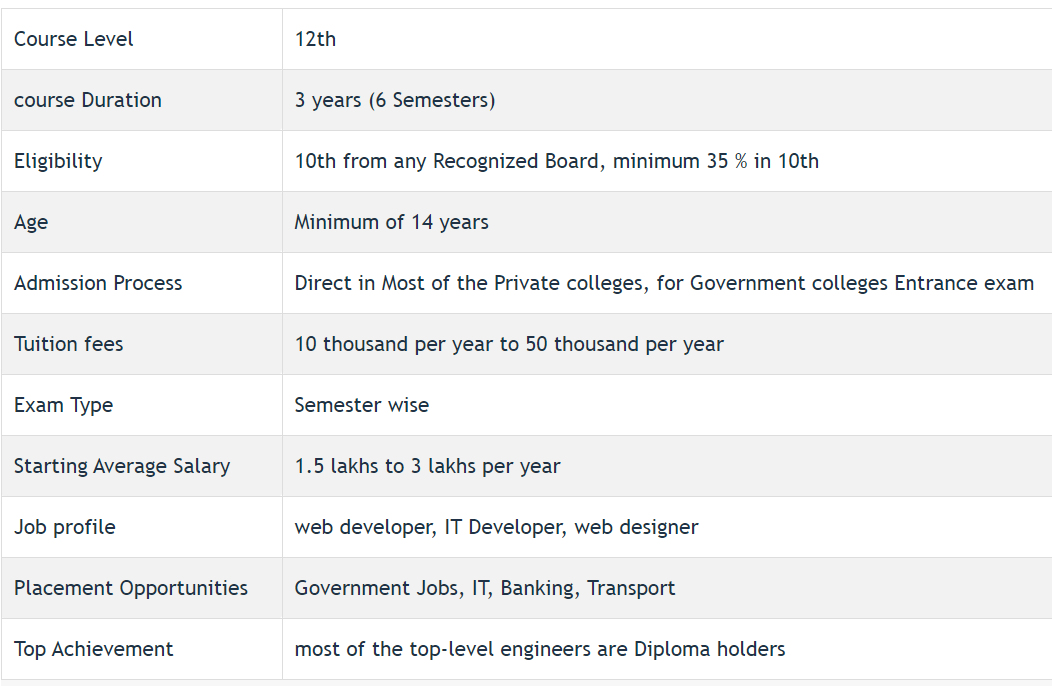 Course Level 12th
course Duration 3 years (6 Semesters)
Eligibility 10th from any Recognized Board, minimum 35 % in 10th
Age Minimum of 14 years
Admission Process Direct in Most of the Private colleges, for Government colleges Entrance exam
Tuition fees 10 thousand per year to 50 thousand per year
Exam Type Semester wise
Starting Average Salary 1.5 lakhs to 3 lakhs per year
Job profile web developer, IT Developer, web designer
Placement Opportunities Government Jobs, IT, Banking, Transport
Top Achievement most of the top-level engineers are Diploma holders